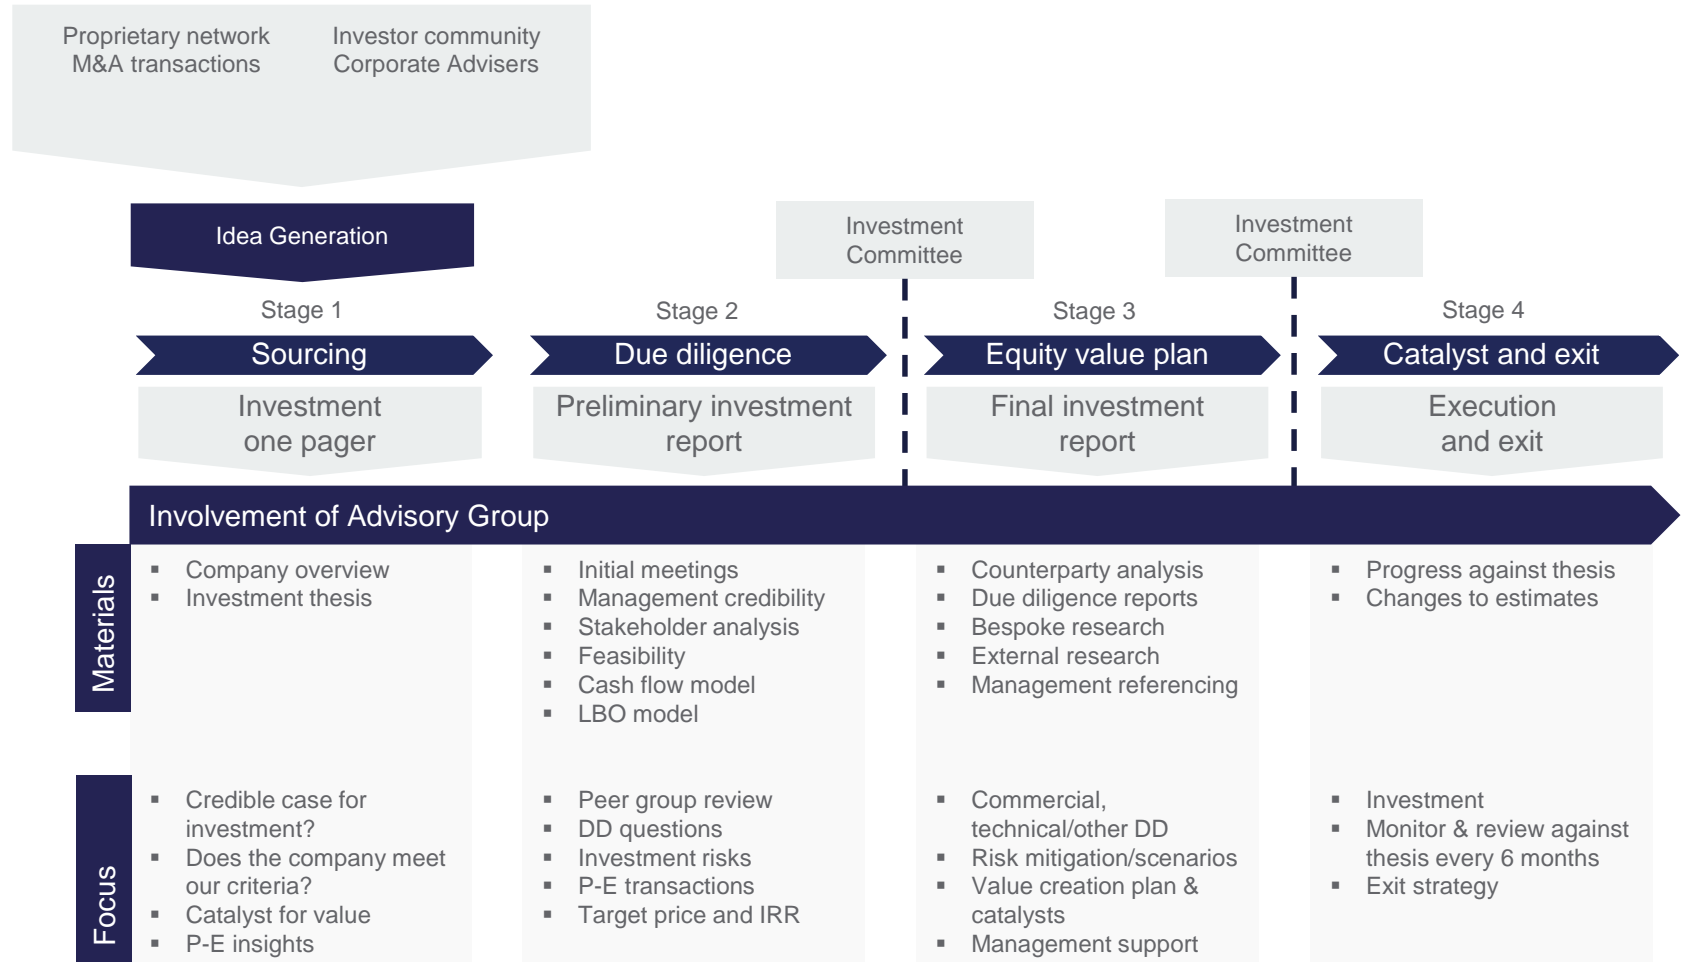 Proprietary network
M&A transactions
Investor community
Corporate Advisers
Idea Generation
Investment
Committee
Investment
Committee
Stage 1
Stage 2
Stage 3
Stage 4
Sourcing
Due diligence
Equity value plan
Catalyst and exit
Investment
one pager
Preliminary investment
report
Final investment
report
Execution
and exit
Involvement of Advisory Group
Materials
▪ Company overview
▪ Investment thesis
▪ Initial meetings
▪ Management credibility
▪ Stakeholder analysis
▪ Feasibility
▪ Cash flow model
▪ LBO model
▪ Counterparty analysis
▪ Due diligence reports
▪ Bespoke research
▪ External research
▪ Management referencing
▪ Progress against thesis
▪ Changes to estimates
Focus
▪ Credible case for
investment?
▪ Does the company meet
our criteria?
▪ Catalyst for value
▪ P-E insights
▪ Peer group review
▪ DD questions
▪ Investment risks
▪ P-E transactions
▪ Target price and IRR
▪ Commercial,
technical/other DD
▪ Risk mitigation/scenarios
▪ Value creation plan &
catalysts
▪ Management support
▪ Investment
▪ Monitor & review against
thesis every 6 months
▪ Exit strategy